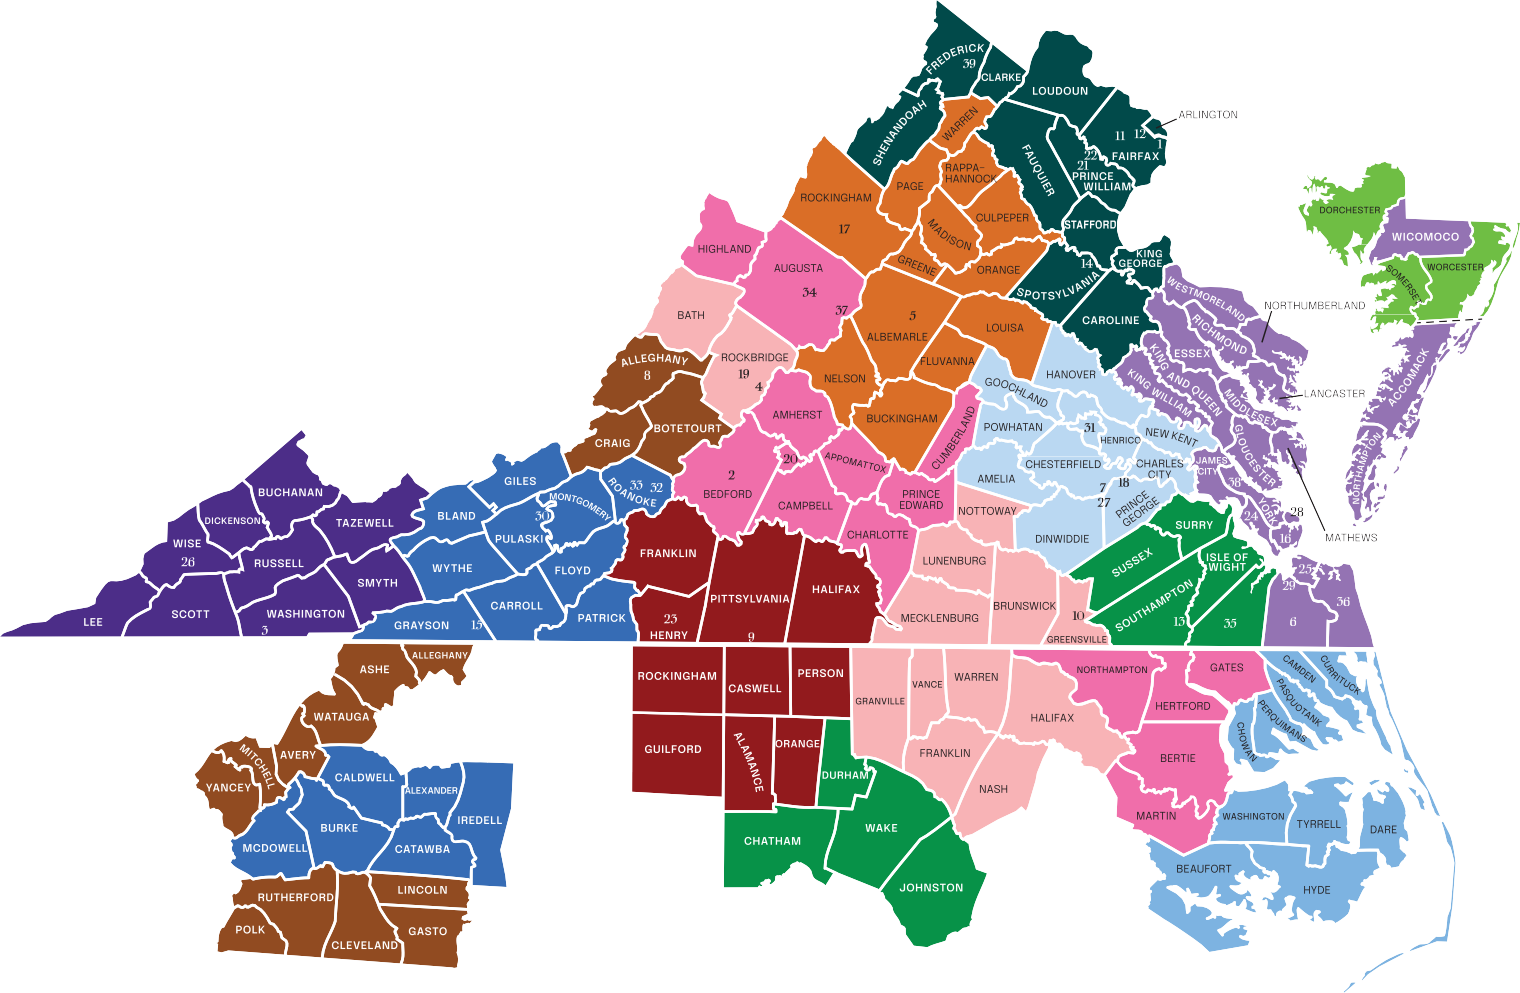 FREDERICK
39
CLARKE
LOUDOUN
SHENANDOAH
WARREN
ARLINGTON
11
12
1
FAIRFAX
22
21
PRINCE
WILLIAM
FAUQUIER
RAPPA-
HANNOCK
PAGE
ROCKINGHAM
17
CULPEPER
MADISON
STAFFORD
DORCHESTER
WICOMOCO
HIGHLAND
AUGUSTA
34
37
GREENE
ORANGE
14
SPOTSYLVANIA
KING
GEORGE
SOMERSET
WORCESTER
WESTMORELAND
NORTHUMBERLAND
BATH
5
ALBEMARLE
LOUISA
CAROLINE
RICHMOND
ESSEX
ALLEGHANY
8
ROCKBRIDGE
19
4
NELSON
FLUVANNA
HANOVER
GOOCHLAND
KING AND QUEEN
KING WILLIAM
LANCASTER
MIDDLESEX
ACCOMACK
AMHERST
BUCKINGHAM
CUMBERLAND
POWHATAN
31
HENRICO
NEW KENT
GLOUCESTER
CRAIG
BOTETOURT
20
APPOMATTOX
AMELIA
CHESTERFIELD
CHARLES
CITY
JAMES
CITY
38
NORTHAMPTON
2
BEDFORD
CAMPBELL
PRINCE
EDWARD
7
18
27
PRINCE
GEORGE
YORK
24
28
16
MATHEWS
GILES
ROANOKE
33
32
MONTGOMERY
30
BUCHANAN
DICKENSON
TAZEWELL
BLAND
PULASKI
NOTTOWAY
DINWIDDIE
SURRY
WISE
26
RUSSELL
SMYTH
WYTHE
FLOYD
FRANKLIN
CHARLOTTE
LUNENBURG
SUSSEX
ISLE OF
WIGHT
25
29
36
LEE
SCOTT
WASHINGTON
3
GRAYSON
15
CARROLL
PATRICK
23
HENRY
PITTSYLVANIA
9
HALIFAX
MECKLENBURG
BRUNSWICK
10
GREENSVILLE
SOUTHAMPTON
13
35
6
ASHE
ALLEGHANY
WATAUGA
AVERY
MITCHELL
YANCEY
CALDWELL
ALEXANDER
IREDELL
BURKE
MCDOWELL
CATAWBA
RUTHERFORD
LINCOLN
POLK
CLEVELAND
GASTO
ROCKINGHAM
CASWELL
PERSON
GUILFORD
ALAMANCE
ORANGE
DURHAM
CHATHAM
WAKE
JOHNSTON
GRANVILLE
VANCE
WARREN
HALIFAX
FRANKLIN
NASH
NORTHAMPTON
GATES
HERTFORD
BERTIE
MARTIN
CAMDEN
CURRITUCK
PASQUOTANK
PERQUIMANS
CHOWAN
WASHINGTON
TYRRELL
DARE
BEAUFORT
HYDE